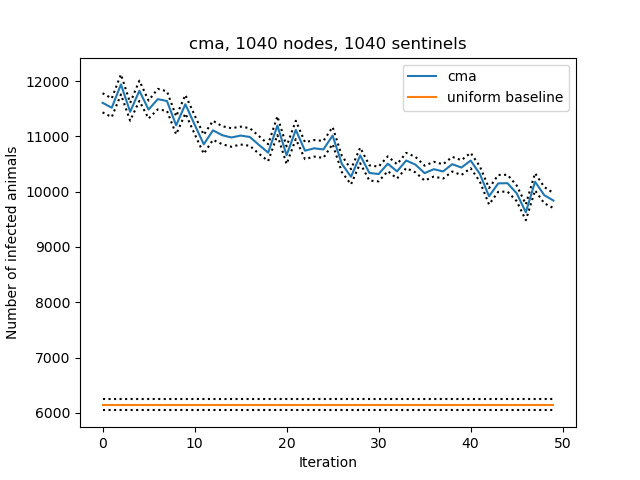 cma, 1040 nodes, 1040 sentinels
cma
uniform baseline
Number of infected animals
12000
11000
10000
9000
8000
7000
6000
0 10 20 30 40 50
Iteration